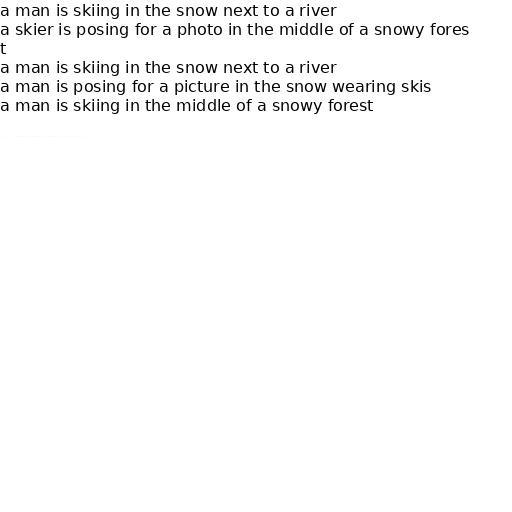 a man is skiing in the snow next to a river
a skier is posing for a photo in the middle of a snowy fores
t
a man is skiing in the snow next to a river
a man is posing for a picture in the snow wearing skis
a man is skiing in the middle of a snowy forest